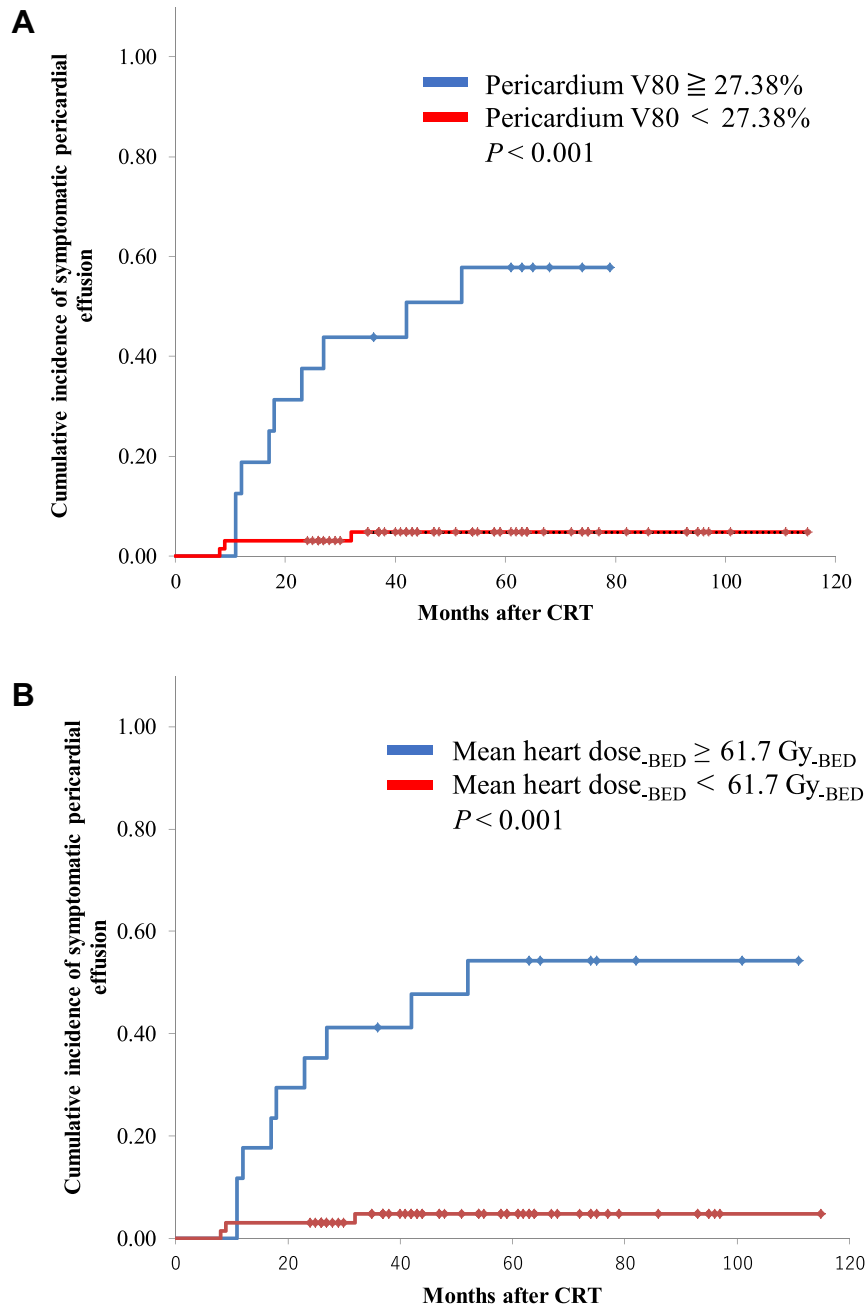 A
Cumulative incidence of symptomatic pericardial
effusion
1.00
0.80
0.60
0.40
0.20
0.00
Pericardium V80 ≧ 27.38%
Pericardium V80 < 27.38%
P < 0.001
0 20 40 60 80 100 120
Months after CRT
B
Cumulative incidence of symptomatic pericardial
effusion
1.00
0.80
0.60
0.40
0.20
0.00
Mean heart dose-BED ≥ 61.7 Gy-BED
Mean heart dose-BED < 61.7 Gy-BED
P < 0.001
0 20 40 60 80 100 120
Months after CRT